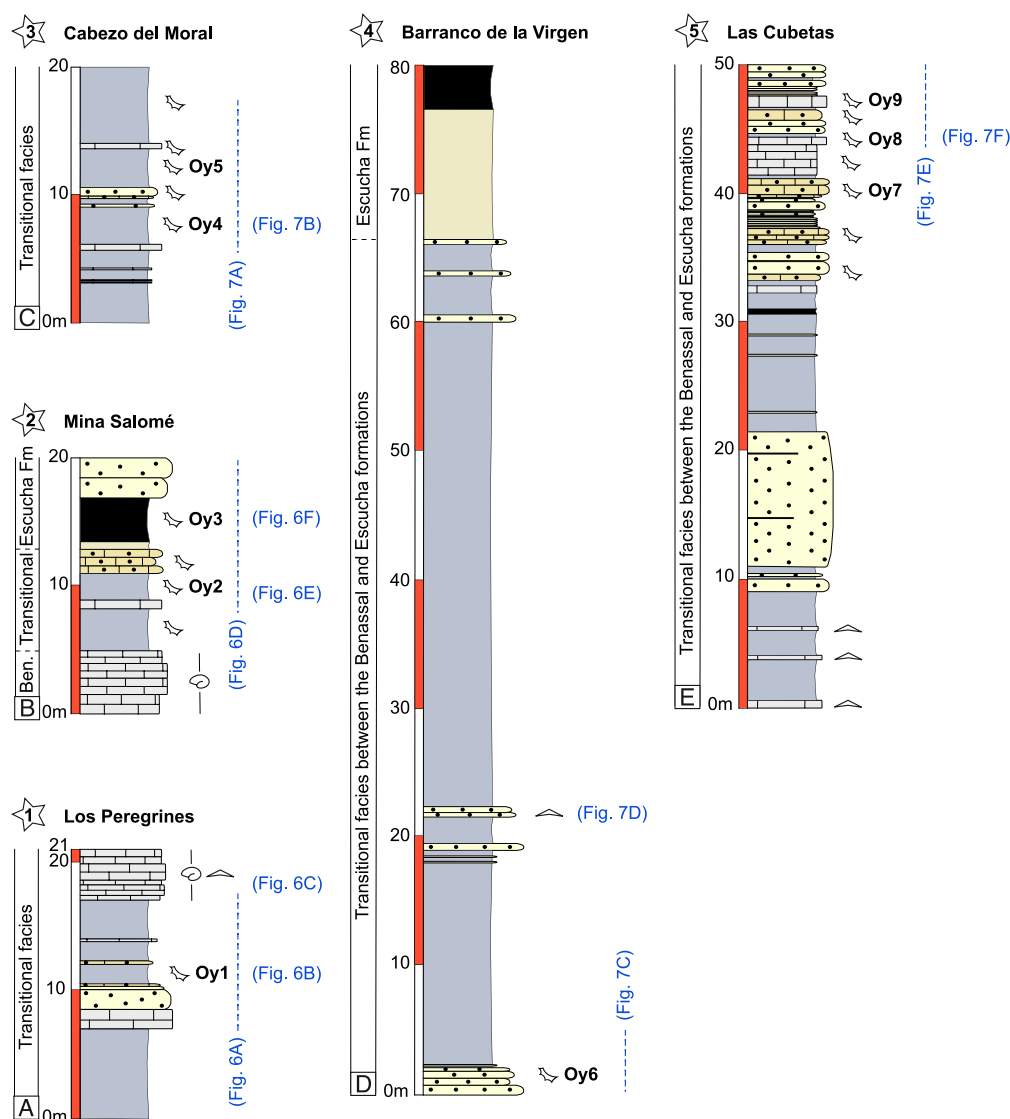 3 Cabezo del Moral
20
10
0m
Transitional facies
C
Oy5
Oy4
(Fig. 7B)
(Fig. 7A)
2 Mina Salomé
20
10
0m
Escucha Fm
Transitional
Ben.
B
Oy3
Oy2
(Fig. 6F)
(Fig. 6E)
(Fig. 6D)
1 Los Peregrines
21
20
10
0m
Transitional facies
A
Oy1
(Fig. 6C)
(Fig. 6B)
(Fig. 6A)
4 Barranco de la Virgen
80
70
60
50
40
30
20
10
0m
Escucha Fm
Transitional facies between the Benassal and Escucha formations
D
(Fig. 7D)
(Fig. 7C)
Oy6
5 Las Cubetas
50
40
30
20
10
0m
Transitional facies between the Benassal and Escucha formations
E
Oy9
Oy8
Oy7
(Fig. 7F)
(Fig. 7E)